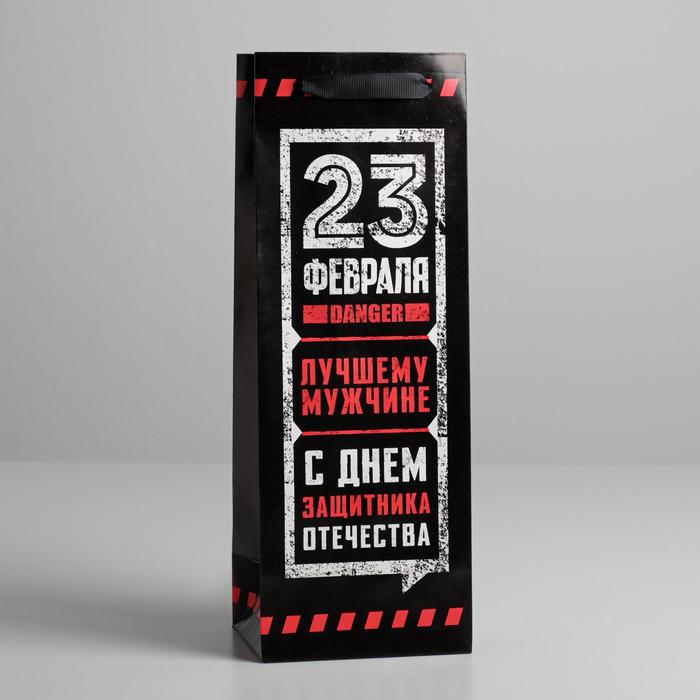 23
ФЕВРАЛЯ
DANGER
ЛУЧШЕМУ
МУЖЧИНЕ
С ДНЕМ
ЗАЩИТНИКА
ОТЕЧЕСТВА